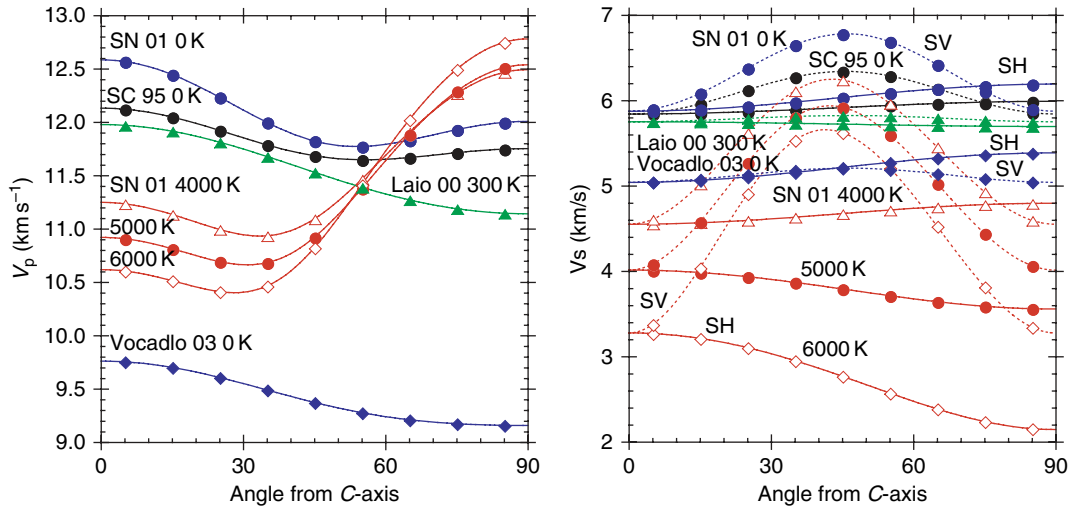 13.0
12.5
12.0
11.5
11.0
10.5
10.0
9.5
9.0
Vp (km s−1)
SN 01 0 K
SC 95 0 K
Laio 00 300 K
SN 01 4000 K
5000 K
6000 K
Vocadlo 03 0 K
0
30
60
90
Angle from C-axis
7
6
5
4
3
2
Vs (km/s)
SN 01 0 K
SV
SC 95 0 K
SH
Laio 00 300 K
Vocadlo 03 0 K
SH
SV
SN 01 4000 K
5000 K
SV
SH
6000 K
0
30
60
90
Angle from C-axis